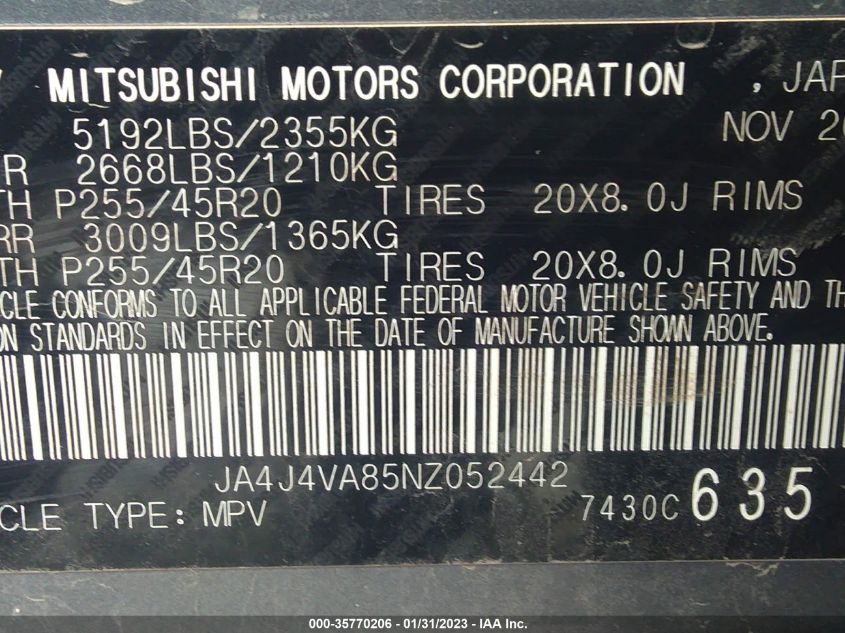 MITSUBISHI MOTORS CORPORATION , JAP
5192LBS/2355KG NOV 20
R 2668LBS/1210KG
TH P255/45R20 TIRES 20X8.0J RIMS
RR 3009LBS/1365KG
TH P255/45R20 TIRES 20X8.0J RIMS
CLE CONFORMS TO ALL APPLICABLE FEDERAL MOTOR VEHICLE SAFETY AND TH
ON STANDARDS IN EFFECT ON THE DATE OF MANUFACTURE SHOWN ABOVE.
JA4J4VA85NZ052442
CLE TYPE: MPV 7430C 635
000-35770206 - 01/31/2023 - IAA Inc.